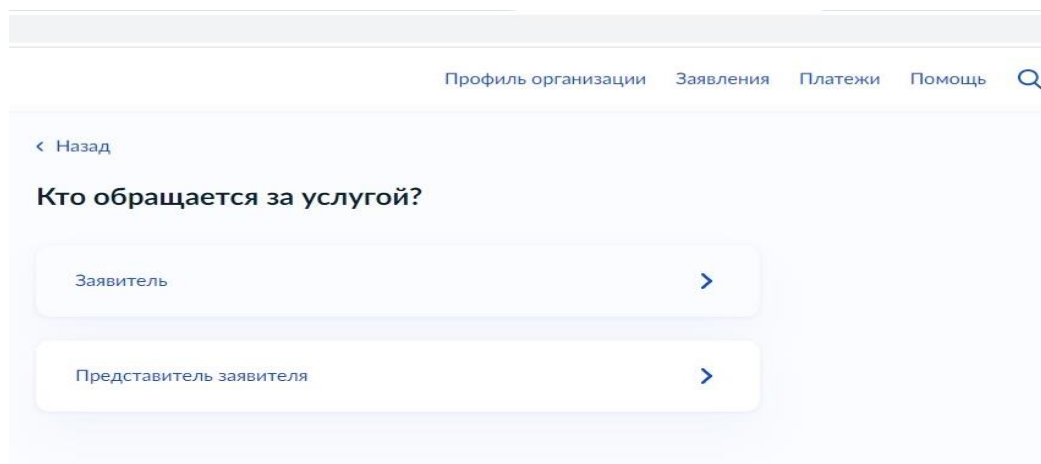 Профиль организации Заявления Платежи Помощь
Назад
Кто обращается за услугой?
Заявитель
Представитель заявителя